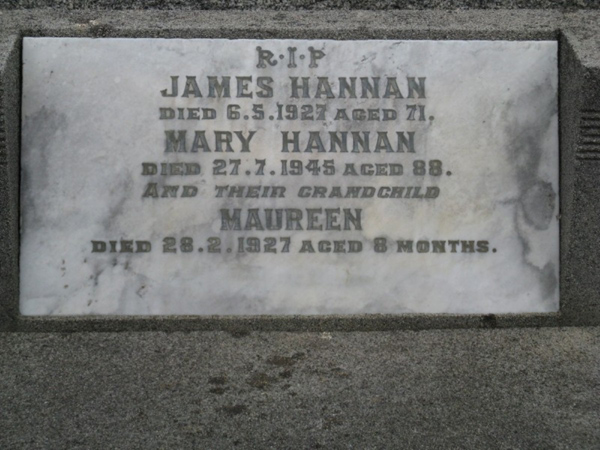 R·I·P
JAMES HANNAN
DIED 6.5.1927 AGED 71.
MARY HANNAN
DIED 27.7.1945 AGED 88.
AND THEIR GRANDCHILD
MAUREEN
DIED 28.2.1927 AGED 8 MONTHS.